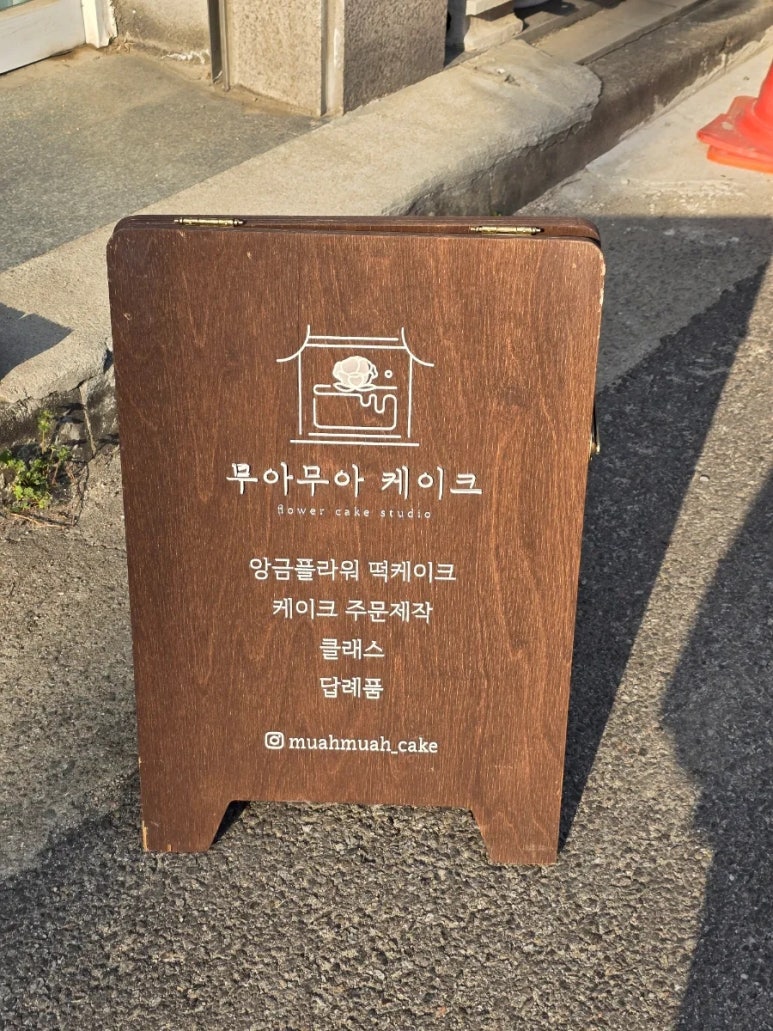 무아무아 케이크
flower cake studio
앙금플라워 떡케이크
케이크 주문제작
클래스
답례품
muahmuah_cake